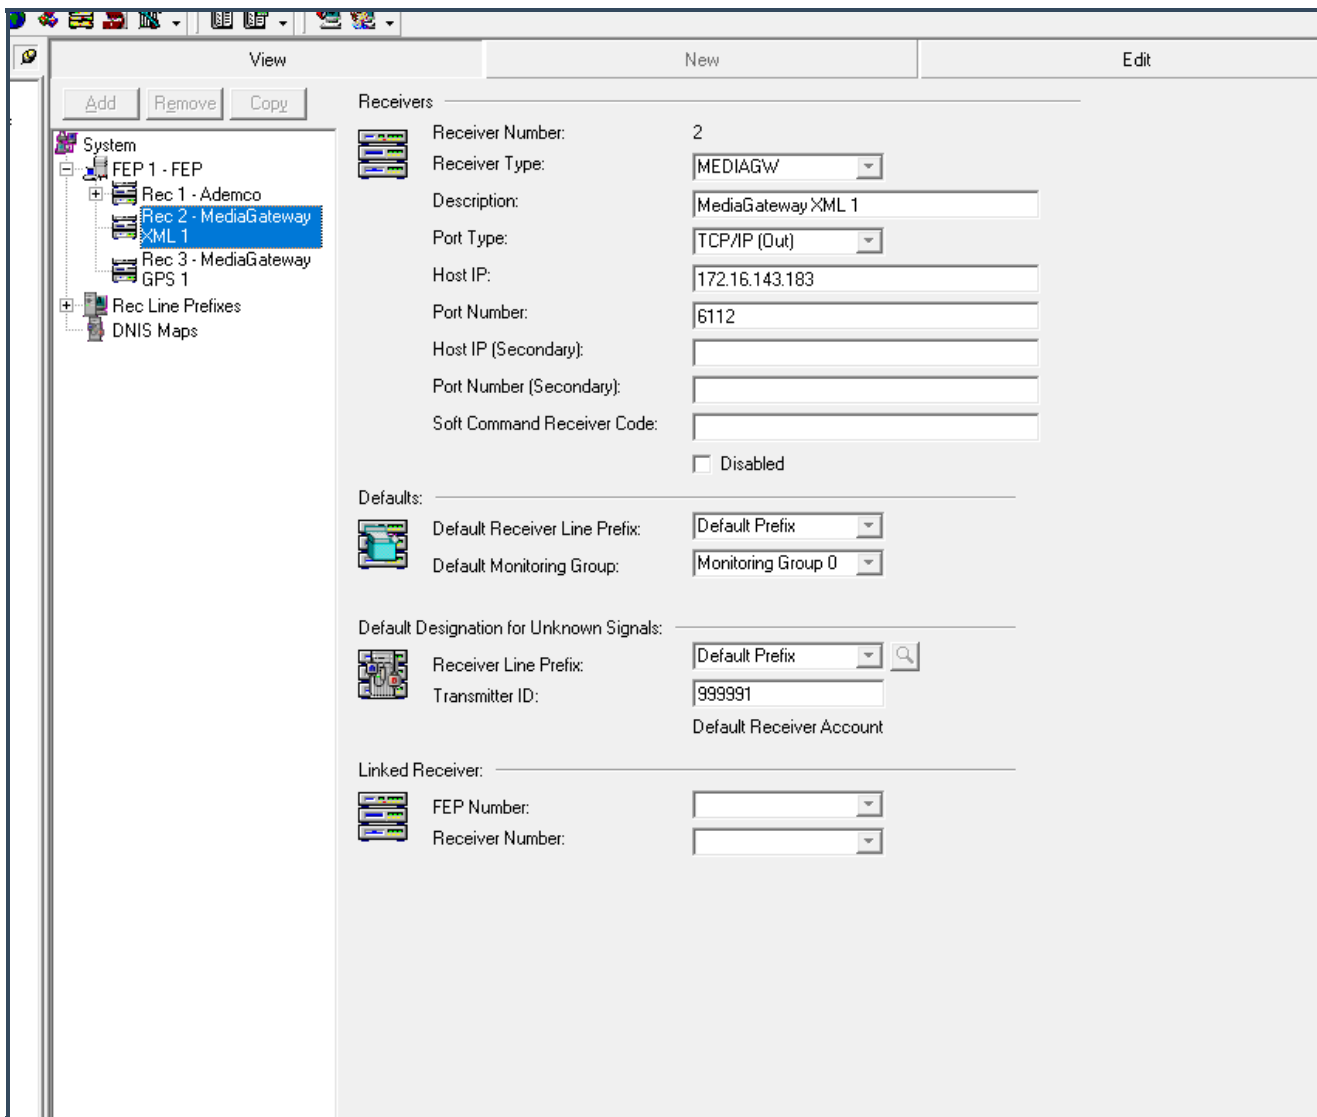 View
New
Edit
Add
Remove
Copy
System
FEP 1 - FEP
Rec 1 - Ademco
Rec 2 - MediaGateway
XML 1
Rec 3 - MediaGateway
GPS 1
Rec Line Prefixes
DNIS Maps
Receivers
Receiver Number: 2
Receiver Type: MEDIAGW
Description: MediaGateway XML 1
Port Type: TCP/IP (Out)
Host IP: 172.16.143.183
Port Number: 6112
Host IP (Secondary):
Port Number (Secondary):
Soft Command Receiver Code:
Disabled
Defaults:
Default Receiver Line Prefix: Default Prefix
Default Monitoring Group: Monitoring Group 0
Default Designation for Unknown Signals:
Receiver Line Prefix: Default Prefix
Transmitter ID: 999991
Default Receiver Account
Linked Receiver:
FEP Number:
Receiver Number: